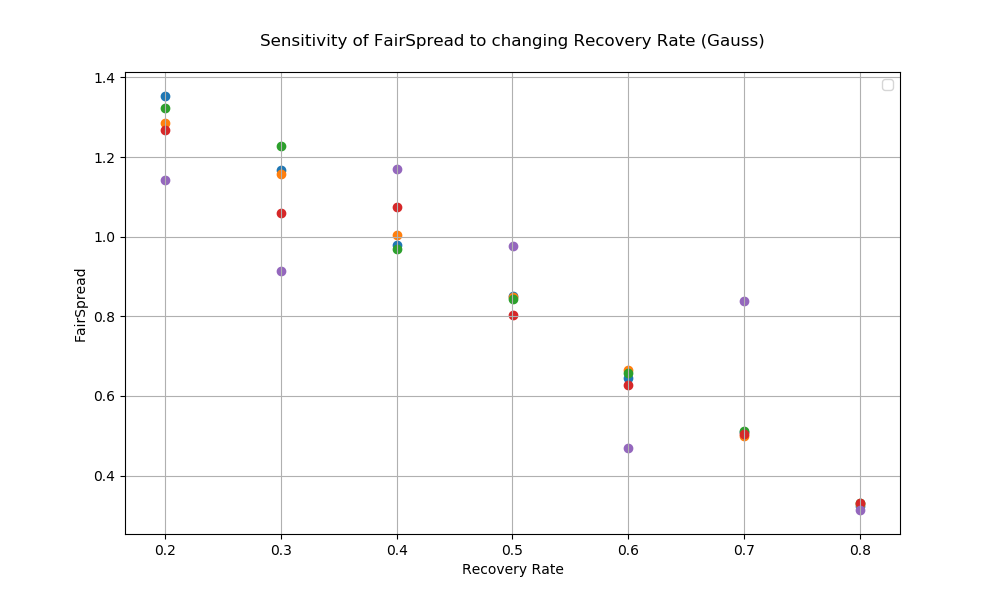 Sensitivity of FairSpread to changing Recovery Rate (Gauss)
1.4
1.2
1.0
0.8
0.6
0.4
FairSpread
0.2 0.3 0.4 0.5 0.6 0.7 0.8
Recovery Rate